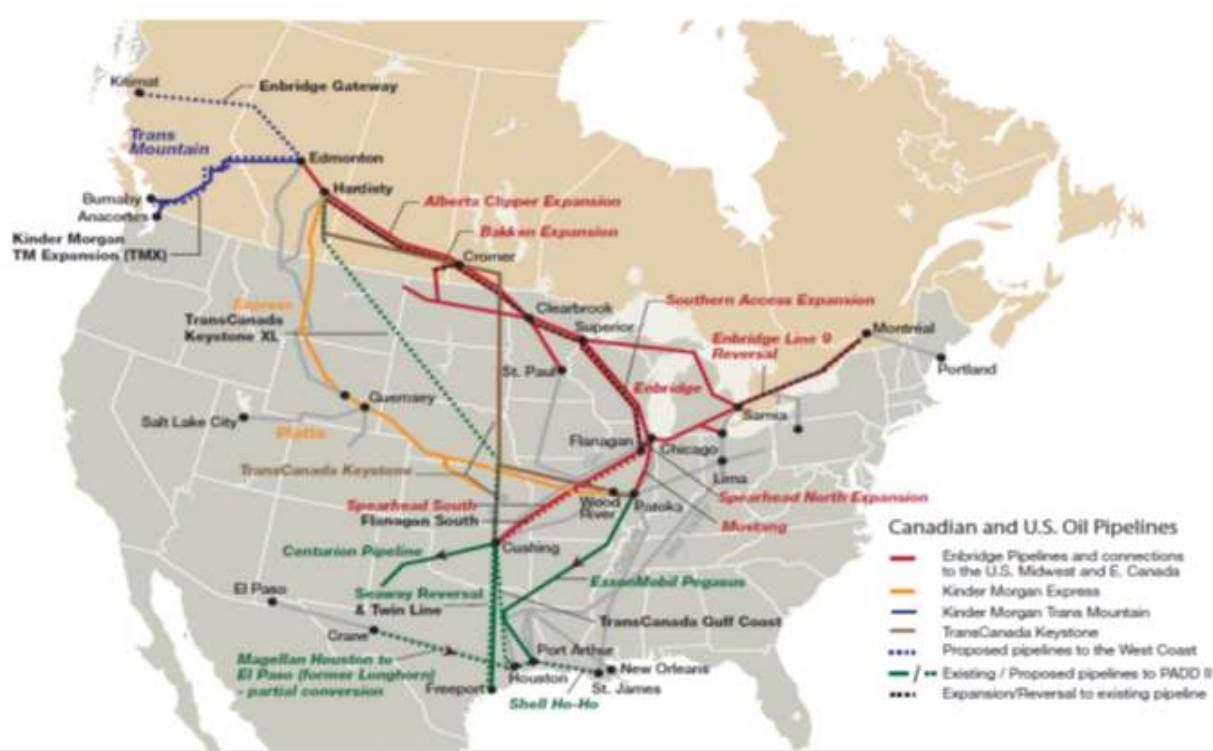 Kitimat
Enbridge Gateway
Trans
Mountain
Edmonton
Hardisty
Burnaby
Anacortes
Alberta Clipper Expansion
Bakken Expansion
Kinder Morgan
TM Expansion (TMX)
Cromer
Express
TransCanada
Keystone XL
Clearbrook
Superior
Southern Access Expansion
Enbridge Line 9
Reversal
Montreal
Portland
St. Paul
Enbridge
Sarnia
Guernsey
Salt Lake City
Platte
Flanagan
Chicago
Lima
TransCanada Keystone
Spearhead South
Flanagan South
Wood
River
Patoka
Spearhead North Expansion
Mustang
Centurion Pipeline
Cushing
El Paso
Seaway Reversal
& Twin Line
ExxonMobil Pegasus
TransCanada Gulf Coast
Crane
Port Arthur
Magellan Houston to
El Paso (former Longhorn)
- partial conversion
Houston
New Orleans
St. James
Freeport
Shell Ho-Ho
Canadian and U.S. Oil Pipelines
Enbridge Pipelines and connections
to the U.S. Midwest and E. Canada
Kinder Morgan Express
Kinder Morgan Trans Mountain
TransCanada Keystone
Proposed pipelines to the West Coast
Existing / Proposed pipelines to PADD III
Expansion/Reversal to existing pipeline